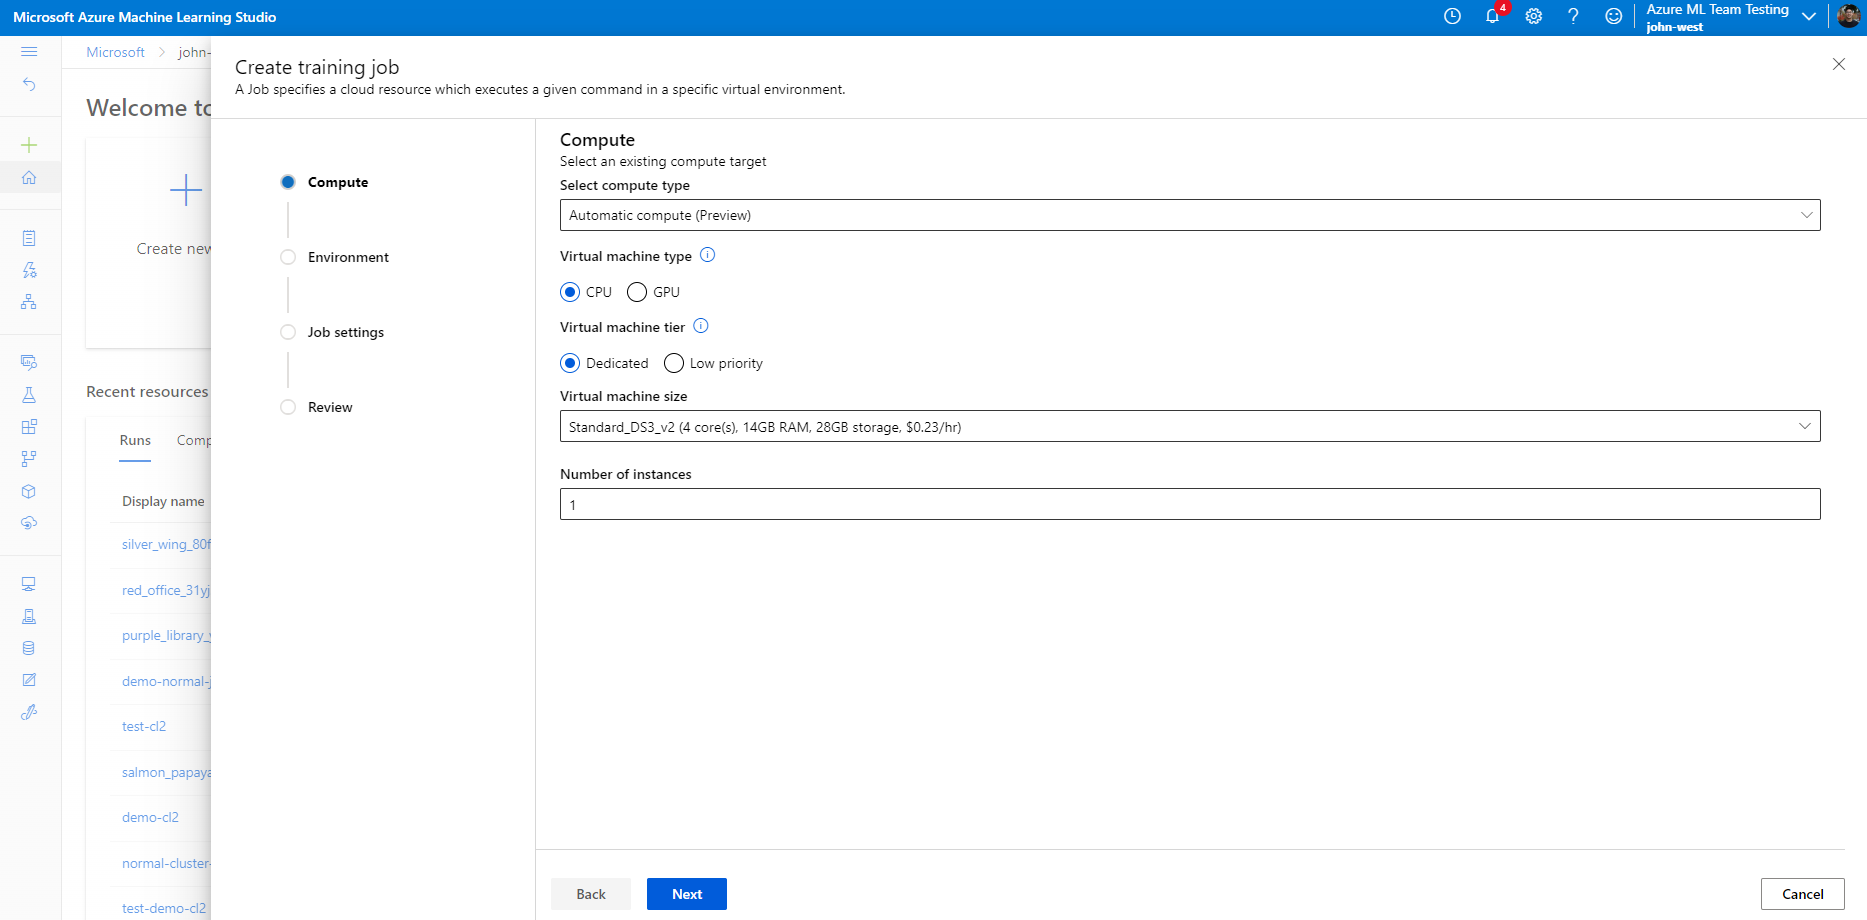 Microsoft Azure Machine Learning Studio
4
Azure ML Team Testing
john-west
Microsoft
john-
Welcome to
Create new
Recent resources
Runs
Comp
Display name
silver_wing_80f
red_office_31yj
purple_library_
demo-normal-j
test-cl2
salmon_papaya
demo-cl2
normal-cluster-
test-demo-cl2
Create training job
A Job specifies a cloud resource which executes a given command in a specific virtual environment.
Compute
Environment
Job settings
Review
Compute
Select an existing compute target
Select compute type
Automatic compute (Preview)
Virtual machine type
CPU
GPU
Virtual machine tier
Dedicated
Low priority
Virtual machine size
Standard_DS3_v2 (4 core(s), 14GB RAM, 28GB storage, $0.23/hr)
Number of instances
1
Back
Next
Cancel